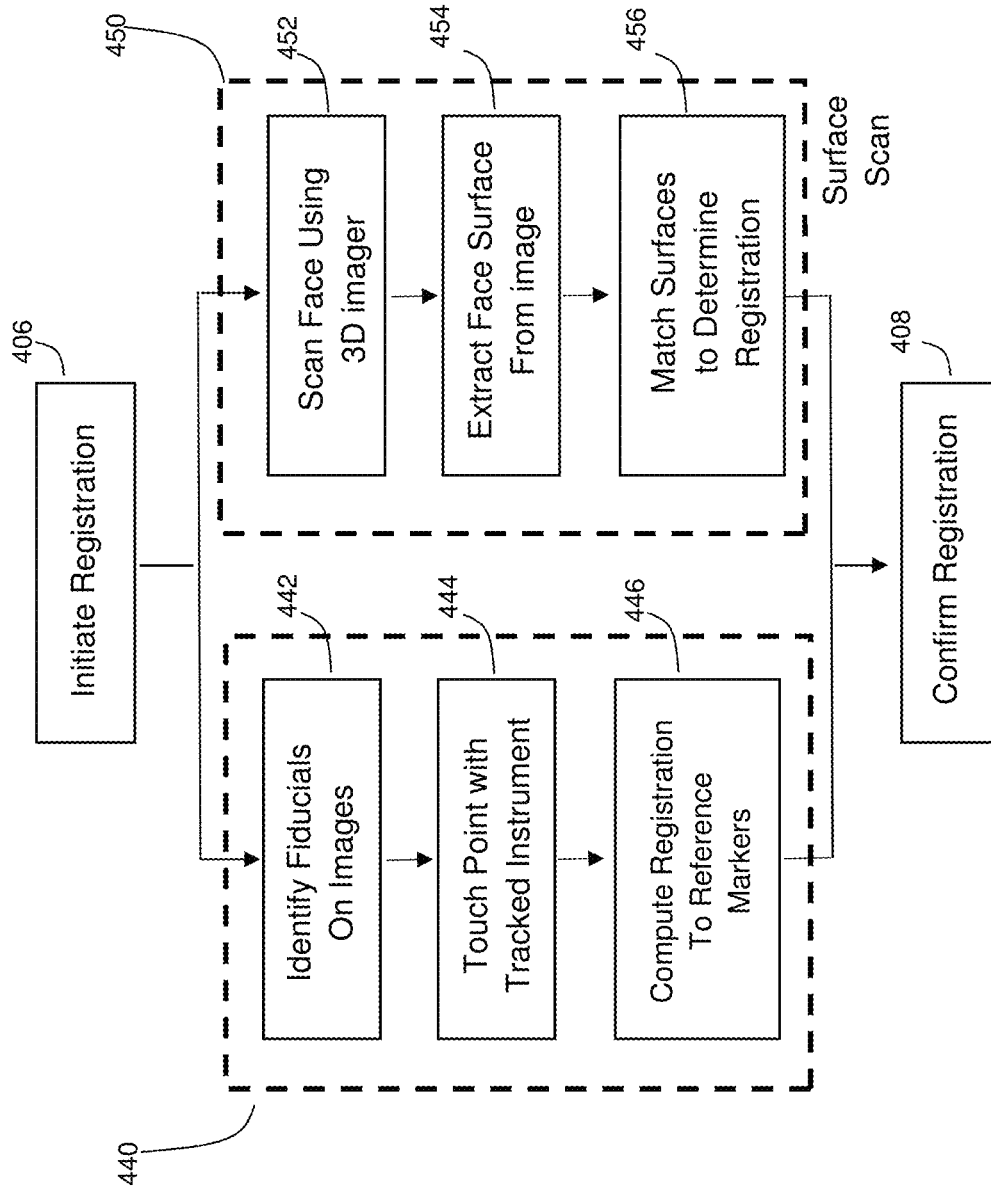 406
Initiate Registration
440
442
Identify Fiducials
On Images
444
Touch Point with
Tracked Instrument
446
Compute Registration
To Reference
Markers
450
452
Scan Face Using
3D imager
454
Extract Face Surface
From image
456
Match Surfaces
to Determine
Registration
Surface
Scan
408
Confirm Registration